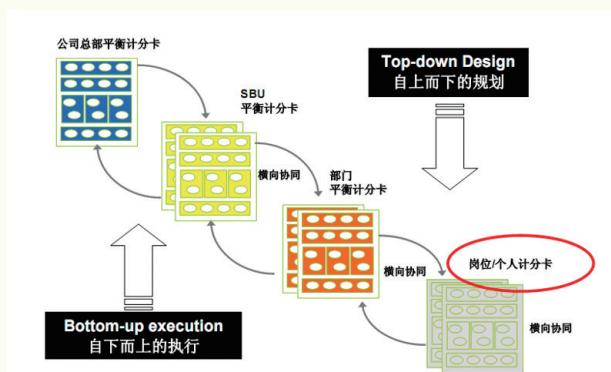 公司总部平衡计分卡
Top-down Design
自上而下的规划
SBU
平衡计分卡
横向协同
部门
平衡计分卡
横向协同
岗位/个人计分卡
横向协同
Bottom-up execution
自下而上的执行